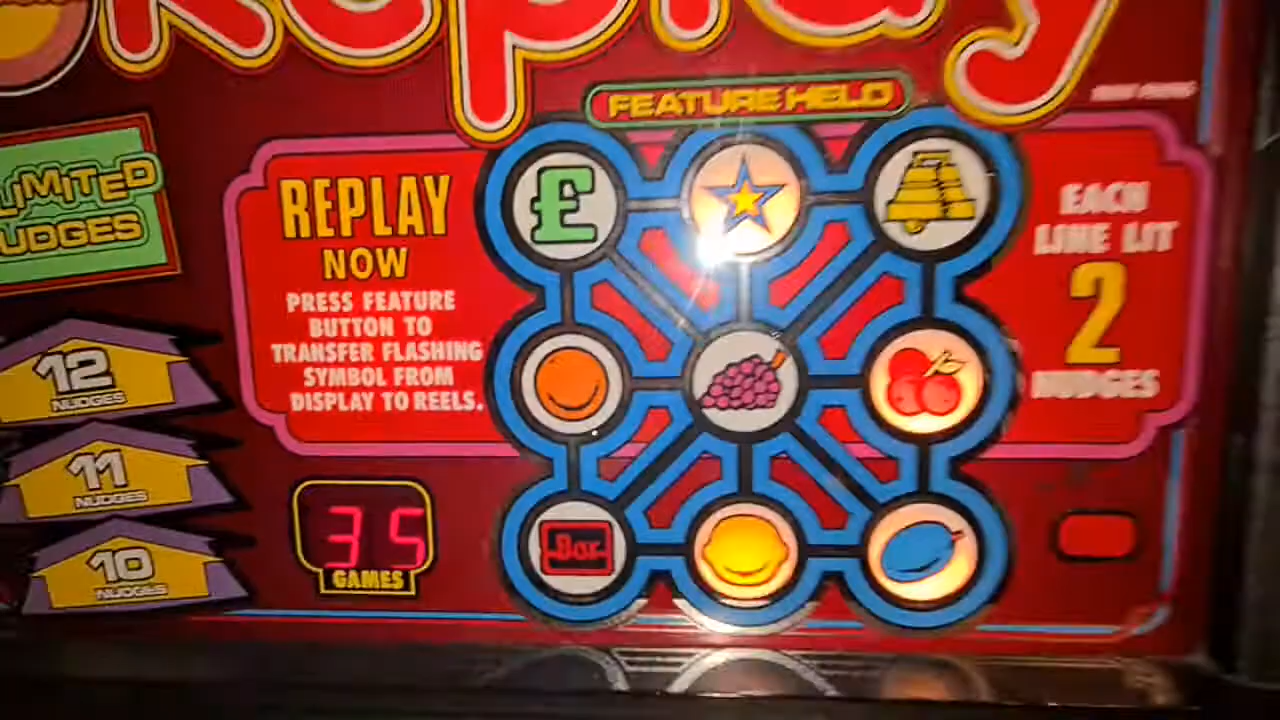 Replay
FEATURE HELD
LIMITED
NUDGES
REPLAY
NOW
PRESS FEATURE
BUTTON TO
TRANSFER FLASHING
SYMBOL FROM
DISPLAY TO REELS.
£
EACH
LINE LIT
2
NUDGES
12
NUDGES
11
NUDGES
10
NUDGES
35
GAMES
Bar